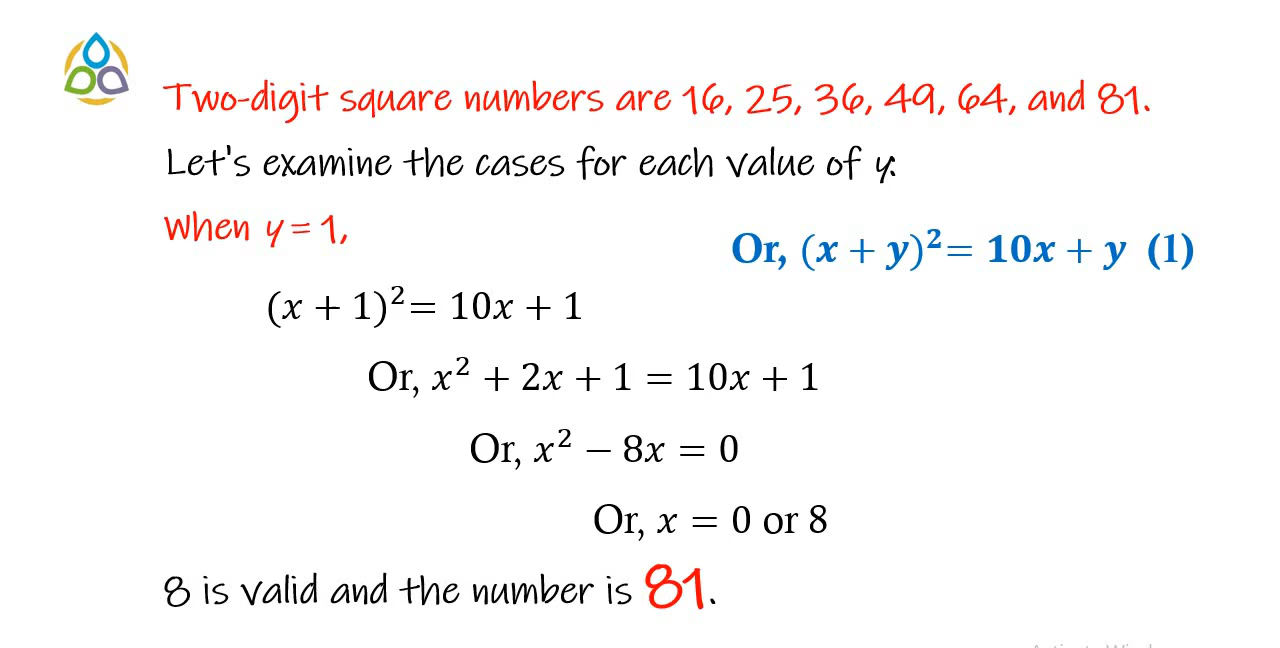 Two-digit square numbers are 16, 25, 36, 49, 64, and 81.
Let's examine the cases for each value of y:
When y = 1,
Or, (x + y)² = 10x + y (1)
(x + 1)² = 10x + 1
Or, x² + 2x + 1 = 10x + 1
Or, x² − 8x = 0
Or, x = 0 or 8
8 is valid and the number is 81.